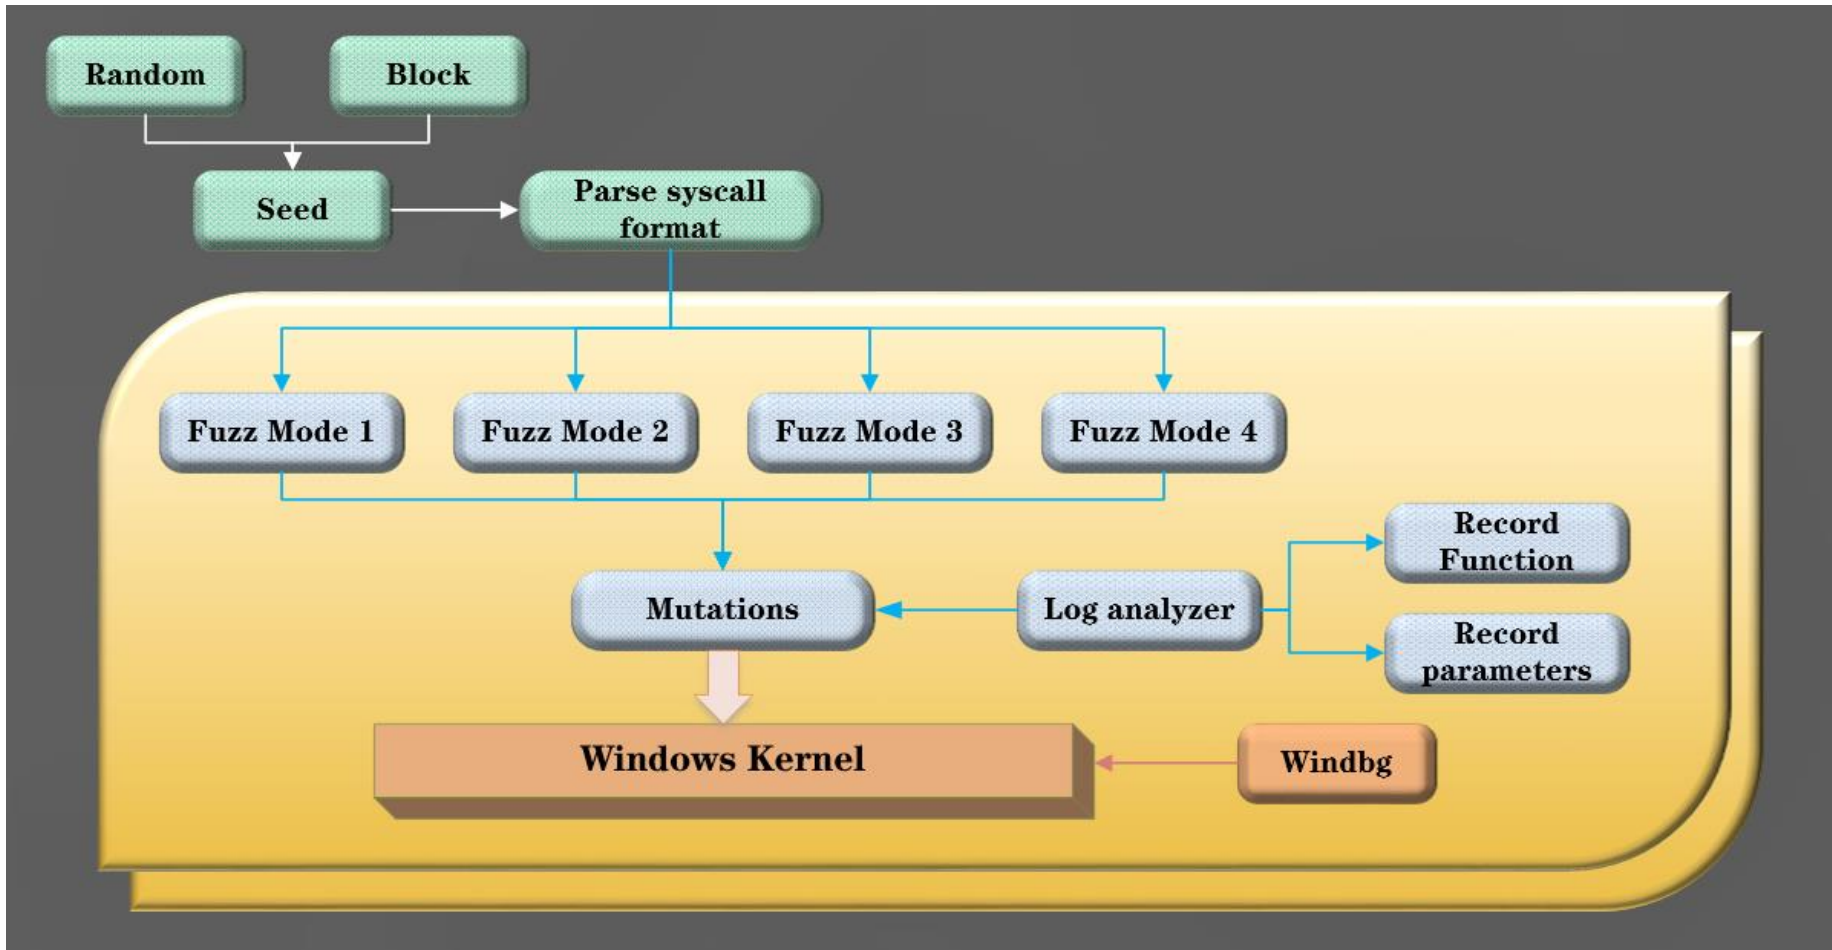 Random
Block
Seed
Parse syscall
format
Fuzz Mode 1
Fuzz Mode 2
Fuzz Mode 3
Fuzz Mode 4
Record
Function
Mutations
Log analyzer
Record
parameters
Windows Kernel
Windbg